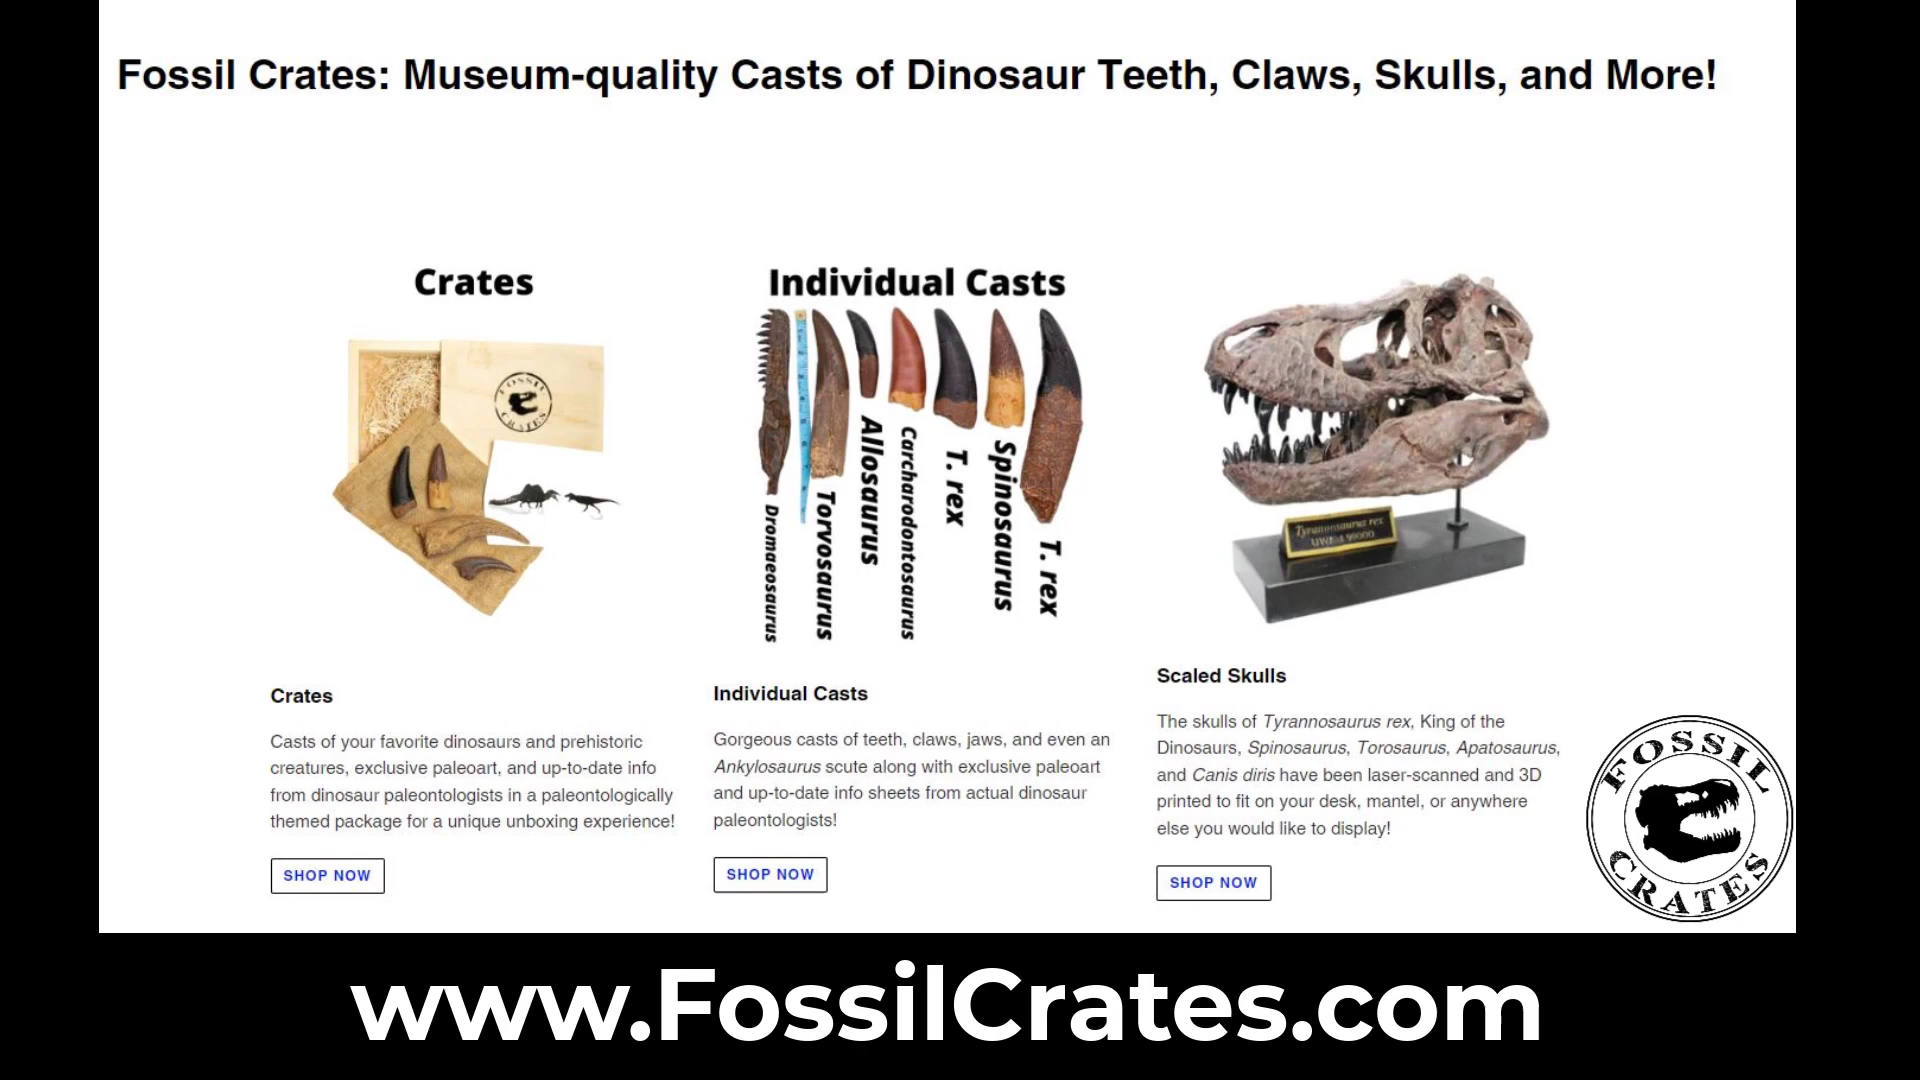 Fossil Crates: Museum-quality Casts of Dinosaur Teeth, Claws, Skulls, and More!
Crates
FOSSIL
CRATES
Individual Casts
Dromaeosaurus
Torvosaurus
Allosaurus
Carcharodontosaurus
T. rex
Spinosaurus
T. rex
Tyrannosaurus rex
Crates
Casts of your favorite dinosaurs and prehistoric
creatures, exclusive paleoart, and up-to-date info
from dinosaur paleontologists in a paleontologically
themed package for a unique unboxing experience!
SHOP NOW
Individual Casts
Gorgeous casts of teeth, claws, jaws, and even an
Ankylosaurus scute along with exclusive paleoart
and up-to-date info sheets from actual dinosaur
paleontologists!
SHOP NOW
Scaled Skulls
The skulls of Tyrannosaurus rex, King of the
Dinosaurs, Spinosaurus, Torosaurus, Apatosaurus,
and Canis diris have been laser-scanned and 3D
printed to fit on your desk, mantel, or anywhere
else you would like to display!
SHOP NOW
FOSSIL
CRATES
www.FossilCrates.com